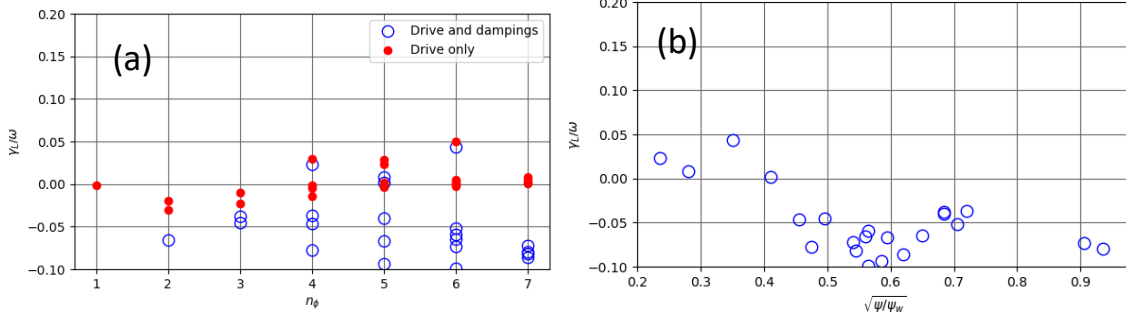 (a)
Drive and dampings
Drive only
0.20
0.15
0.10
0.05
0.00
−0.05
−0.10
γL/ω
1 2 3 4 5 6 7
nϕ
(b)
0.20
0.15
0.10
0.05
0.00
−0.05
−0.10
γL/ω
0.2 0.3 0.4 0.5 0.6 0.7 0.8 0.9
√ψ/ψw